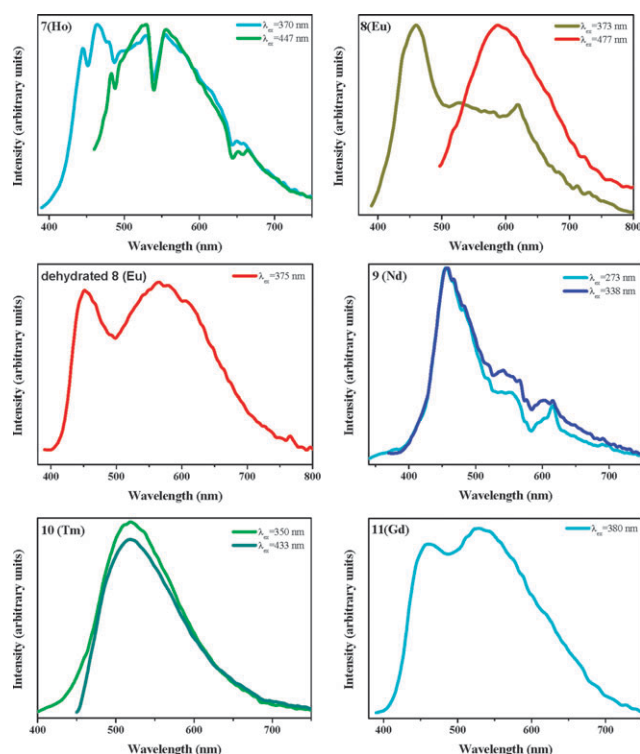 7(Ho)
λex=370 nm
λex=447 nm
Intensity (arbitrary units)
400 500 600 700
Wavelength (nm)
8(Eu)
λex=373 nm
λex=477 nm
Intensity (arbitrary units)
400 500 600 700 800
Wavelength (nm)
dehydrated 8 (Eu)
λex=375 nm
Intensity (arbitrary units)
400 500 600 700 800
Wavelength (nm)
9 (Nd)
λex=273 nm
λex=338 nm
Intensity (arbitrary units)
400 500 600 700
Wavelength (nm)
10 (Tm)
λex=350 nm
λex=433 nm
Intensity (arbitrary units)
400 500 600 700
Wavelength (nm)
11(Gd)
λex=380 nm
Intensity (arbitrary units)
400 500 600 700
Wavelength (nm)